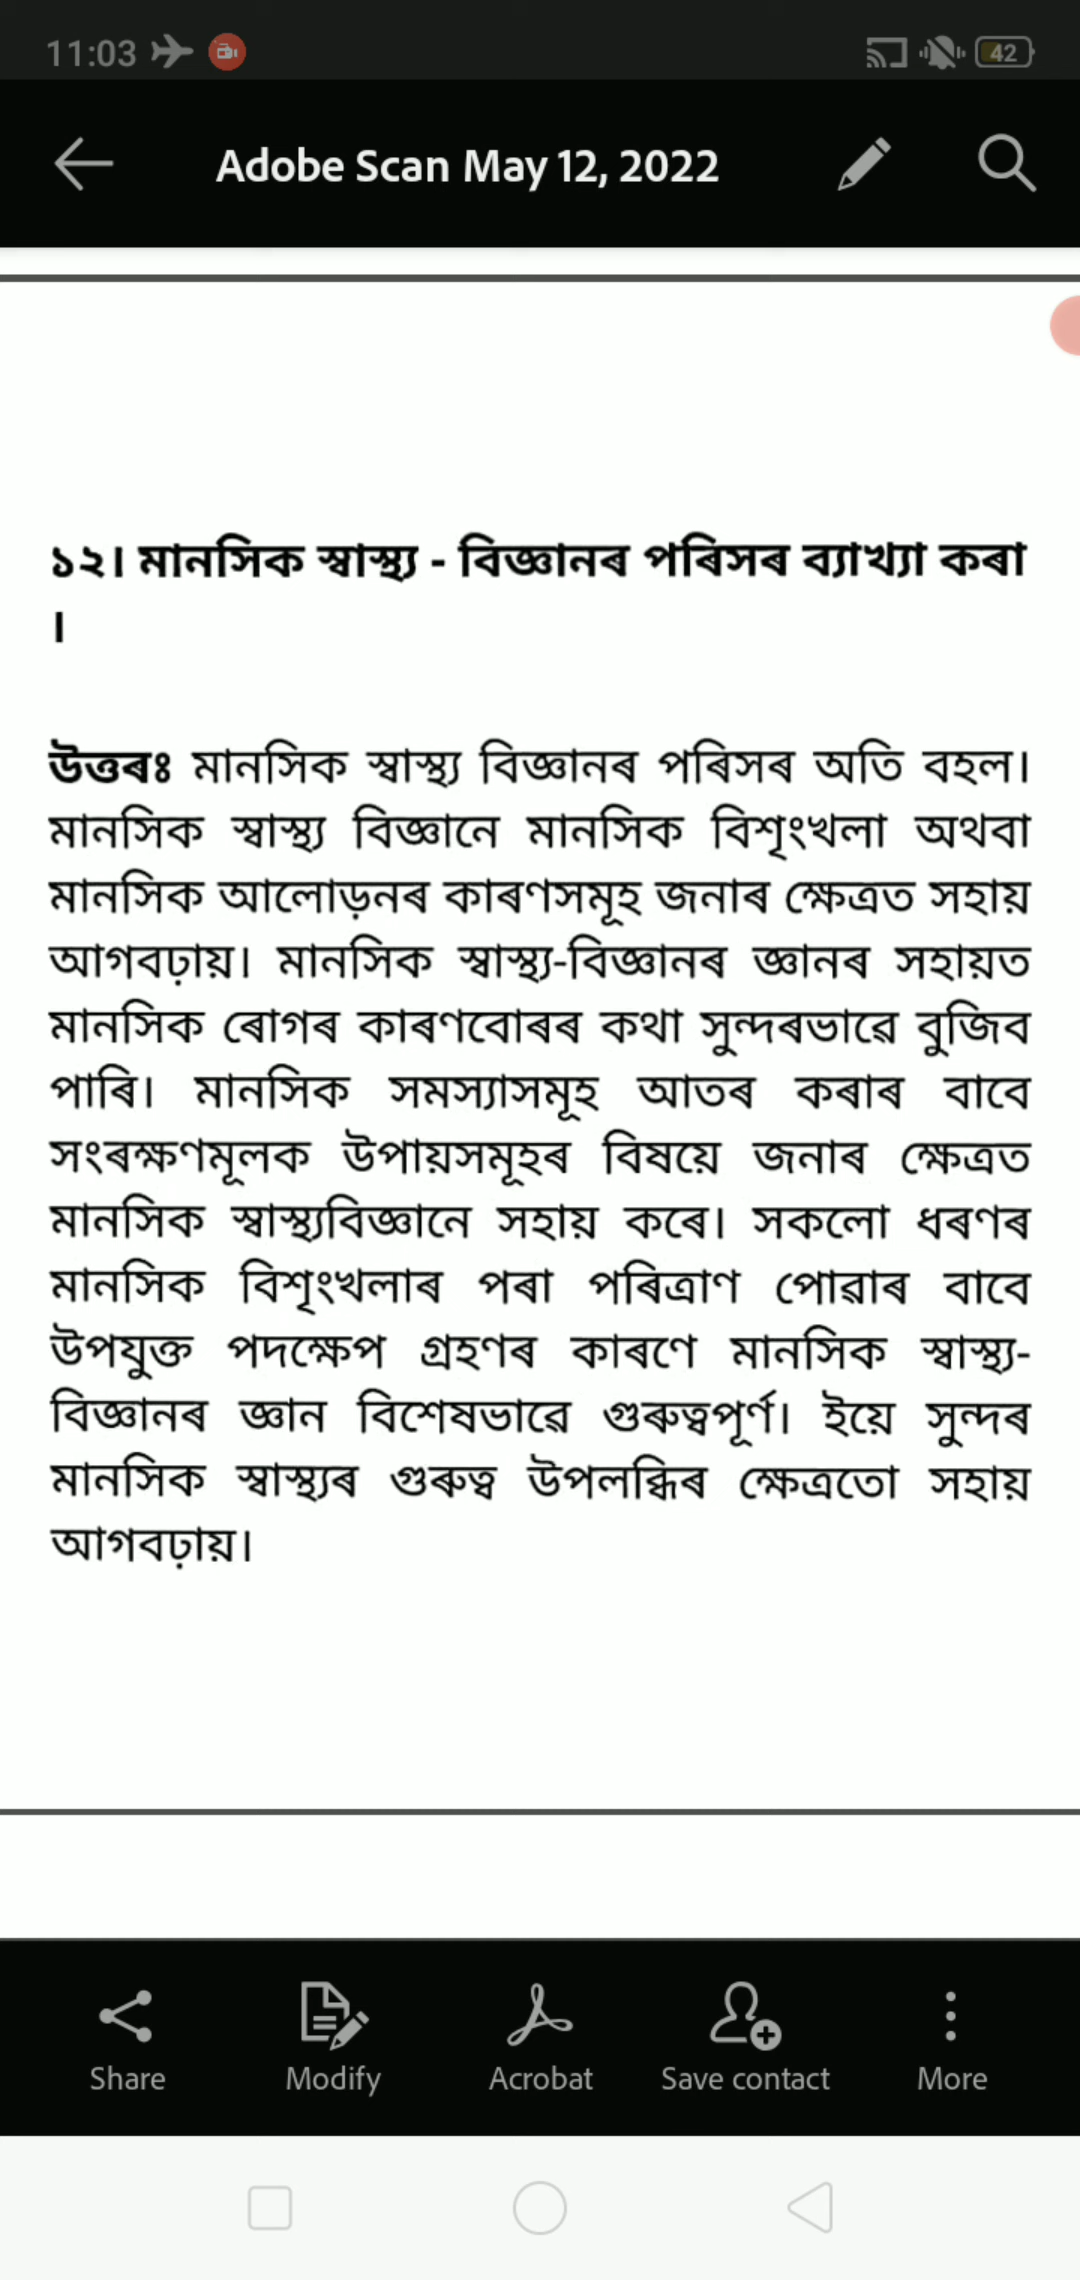 11:03
42
Adobe Scan May 12, 2022
১২। মানসিক স্বাস্থ্য - বিজ্ঞানৰ পৰিসৰ ব্যাখ্যা কৰা
।
উত্তৰঃ মানসিক স্বাস্থ্য বিজ্ঞানৰ পৰিসৰ অতি বহল।
মানসিক স্বাস্থ্য বিজ্ঞানে মানসিক বিশৃংখলা অথবা
মানসিক আলোড়নৰ কাৰণসমূহ জনাৰ ক্ষেত্ৰত সহায়
আগবঢ়ায়। মানসিক স্বাস্থ্য-বিজ্ঞানৰ জ্ঞানৰ সহায়ত
মানসিক ৰোগৰ কাৰণবোৰৰ কথা সুন্দৰভাৱে বুজিব
পাৰি। মানসিক সমস্যাসমূহ আতৰ কৰাৰ বাবে
সংৰক্ষণমূলক উপায়সমূহৰ বিষয়ে জনাৰ ক্ষেত্ৰত
মানসিক স্বাস্থ্যবিজ্ঞানে সহায় কৰে। সকলো ধৰণৰ
মানসিক বিশৃংখলাৰ পৰা পৰিত্ৰাণ পোৱাৰ বাবে
উপযুক্ত পদক্ষেপ গ্ৰহণৰ কাৰণে মানসিক স্বাস্থ্য-
বিজ্ঞানৰ জ্ঞান বিশেষভাৱে গুৰুত্বপূৰ্ণ। ইয়ে সুন্দৰ
মানসিক স্বাস্থ্যৰ গুৰুত্ব উপলব্ধিৰ ক্ষেত্ৰতো সহায়
আগবঢ়ায়।
Share
Modify
Acrobat
Save contact
More